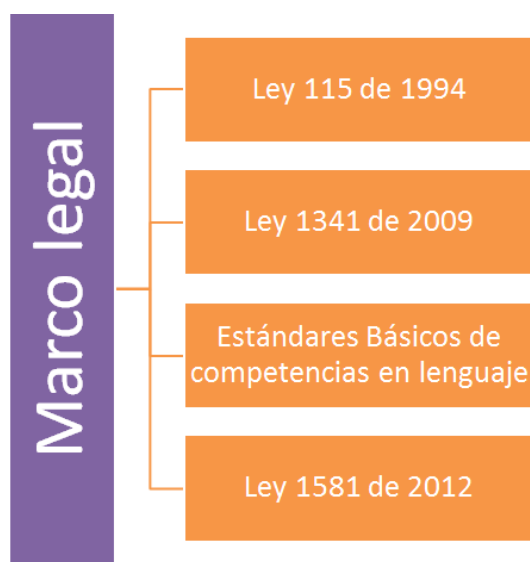 Marco legal
Ley 115 de 1994
Ley 1341 de 2009
Estándares Básicos de
competencias en lenguaje
Ley 1581 de 2012